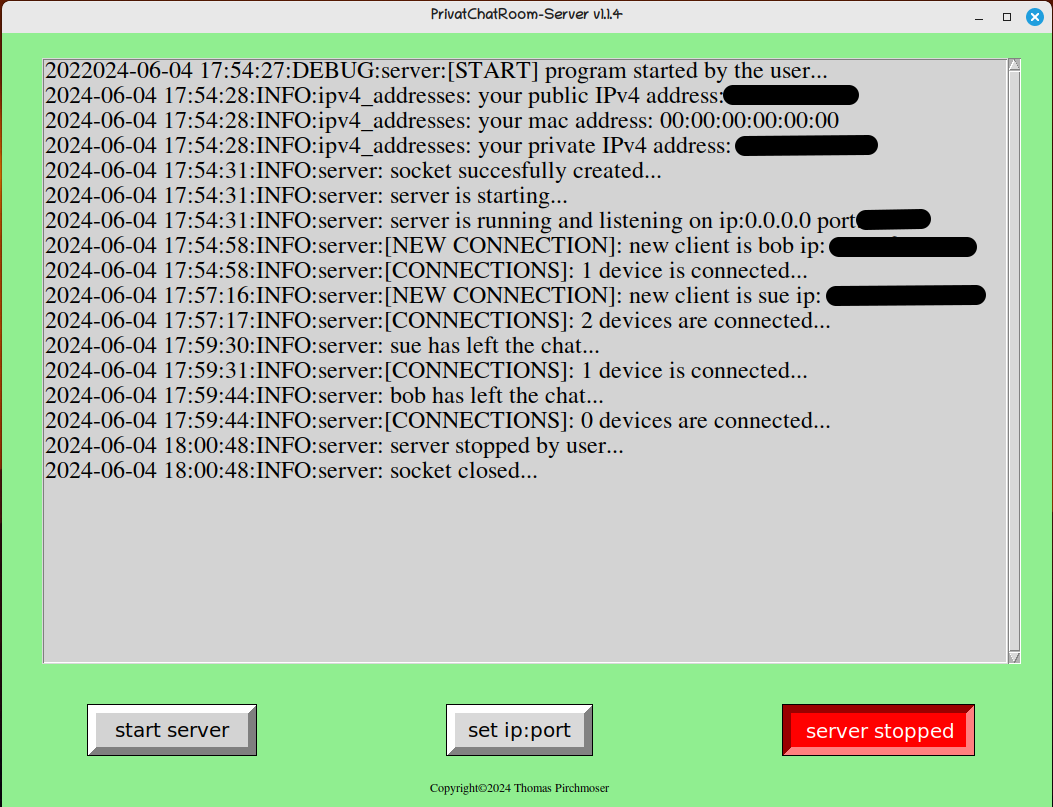 PrivatChatRoom-Server v1.1.4
2022024-06-04 17:54:27:DEBUG:server:[START] program started by the user...
2024-06-04 17:54:28:INFO:ipv4_addresses: your public IPv4 address:
2024-06-04 17:54:28:INFO:ipv4_addresses: your mac address: 00:00:00:00:00:00
2024-06-04 17:54:28:INFO:ipv4_addresses: your private IPv4 address:
2024-06-04 17:54:31:INFO:server: socket succesfully created...
2024-06-04 17:54:31:INFO:server: server is starting...
2024-06-04 17:54:31:INFO:server: server is running and listening on ip:0.0.0.0 port
2024-06-04 17:54:58:INFO:server:[NEW CONNECTION]: new client is bob ip:
2024-06-04 17:54:58:INFO:server:[CONNECTIONS]: 1 device is connected...
2024-06-04 17:57:16:INFO:server:[NEW CONNECTION]: new client is sue ip:
2024-06-04 17:57:17:INFO:server:[CONNECTIONS]: 2 devices are connected...
2024-06-04 17:59:30:INFO:server: sue has left the chat...
2024-06-04 17:59:31:INFO:server:[CONNECTIONS]: 1 device is connected...
2024-06-04 17:59:44:INFO:server: bob has left the chat...
2024-06-04 17:59:44:INFO:server:[CONNECTIONS]: 0 devices are connected...
2024-06-04 18:00:48:INFO:server: server stopped by user...
2024-06-04 18:00:48:INFO:server: socket closed...
start server
set ip:port
server stopped
Copyright©2024 Thomas Pirchmoser